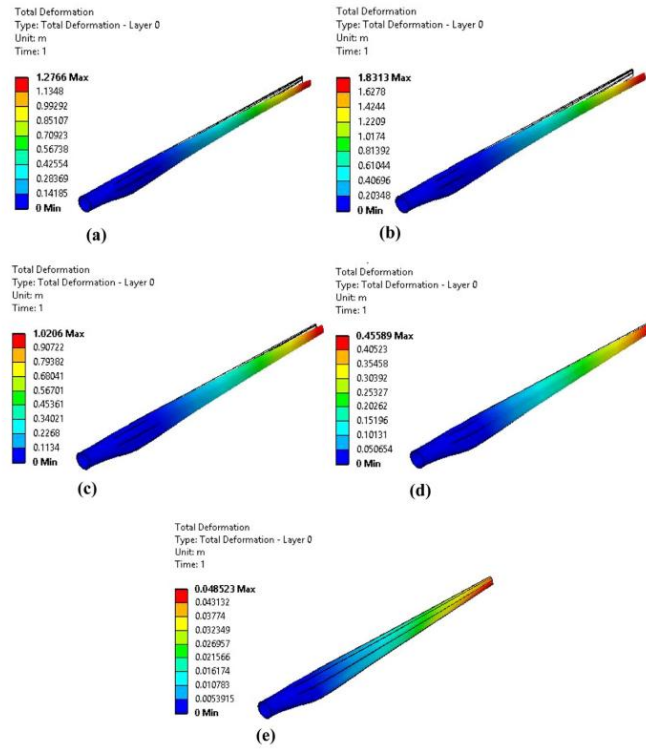 Total Deformation
Type: Total Deformation - Layer 0
Unit: m
Time: 1
1.2766 Max
1.1348
0.99292
0.85107
0.70923
0.56738
0.42554
0.28369
0.14185
0 Min
(a)
Total Deformation
Type: Total Deformation - Layer 0
Unit: m
Time: 1
1.8313 Max
1.6278
1.4244
1.2209
1.0174
0.81392
0.61044
0.40696
0.20348
0 Min
(b)
Total Deformation
Type: Total Deformation - Layer 0
Unit: m
Time: 1
1.0206 Max
0.90722
0.79382
0.68041
0.56701
0.45361
0.34021
0.2268
0.1134
0 Min
(c)
Total Deformation
Type: Total Deformation - Layer 0
Unit: m
Time: 1
0.45589 Max
0.40523
0.35458
0.30392
0.25327
0.20262
0.15196
0.10131
0.050654
0 Min
(d)
Total Deformation
Type: Total Deformation - Layer 0
Unit: m
Time: 1
0.048523 Max
0.043132
0.03774
0.032349
0.026957
0.021566
0.016174
0.010783
0.0053915
0 Min
(e)